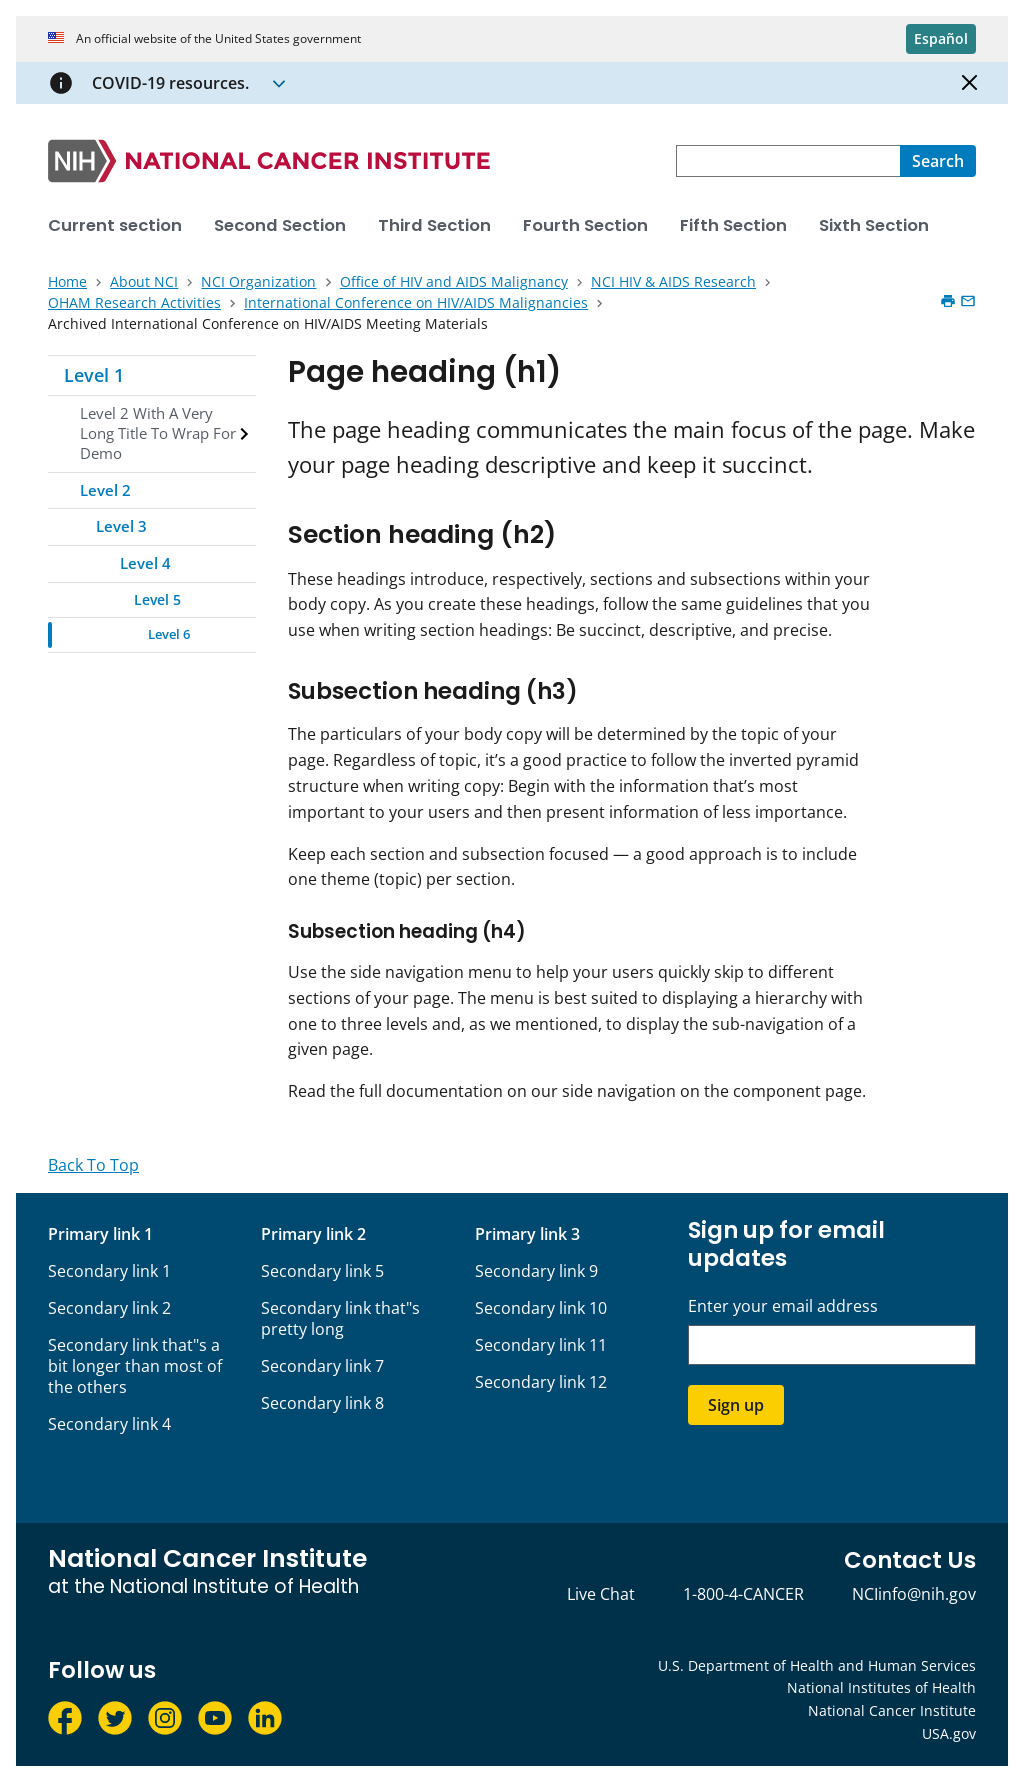 An official website of the United States government
Español
COVID-19 resources.
NIH NATIONAL CANCER INSTITUTE
Search
Current section Second Section Third Section Fourth Section Fifth Section Sixth Section
Home About NCI NCI Organization Office of HIV and AIDS Malignancy NCI HIV & AIDS Research
OHAM Research Activities International Conference on HIV/AIDS Malignancies
Archived International Conference on HIV/AIDS Meeting Materials
Level 1
Level 2 With A Very
Long Title To Wrap For
Demo
Level 2
Level 3
Level 4
Level 5
Level 6
Page heading (h1)
The page heading communicates the main focus of the page. Make
your page heading descriptive and keep it succinct.
Section heading (h2)
These headings introduce, respectively, sections and subsections within your
body copy. As you create these headings, follow the same guidelines that you
use when writing section headings: Be succinct, descriptive, and precise.
Subsection heading (h3)
The particulars of your body copy will be determined by the topic of your
page. Regardless of topic, it’s a good practice to follow the inverted pyramid
structure when writing copy: Begin with the information that’s most
important to your users and then present information of less importance.
Keep each section and subsection focused — a good approach is to include
one theme (topic) per section.
Subsection heading (h4)
Use the side navigation menu to help your users quickly skip to different
sections of your page. The menu is best suited to displaying a hierarchy with
one to three levels and, as we mentioned, to display the sub-navigation of a
given page.
Read the full documentation on our side navigation on the component page.
Back To Top
Primary link 1
Secondary link 1
Secondary link 2
Secondary link that"s a
bit longer than most of
the others
Secondary link 4
Primary link 2
Secondary link 5
Secondary link that"s
pretty long
Secondary link 7
Secondary link 8
Primary link 3
Secondary link 9
Secondary link 10
Secondary link 11
Secondary link 12
Sign up for email
updates
Enter your email address
Sign up
National Cancer Institute
at the National Institute of Health
Contact Us
Live Chat 1-800-4-CANCER NCIinfo@nih.gov
Follow us
U.S. Department of Health and Human Services
National Institutes of Health
National Cancer Institute
USA.gov